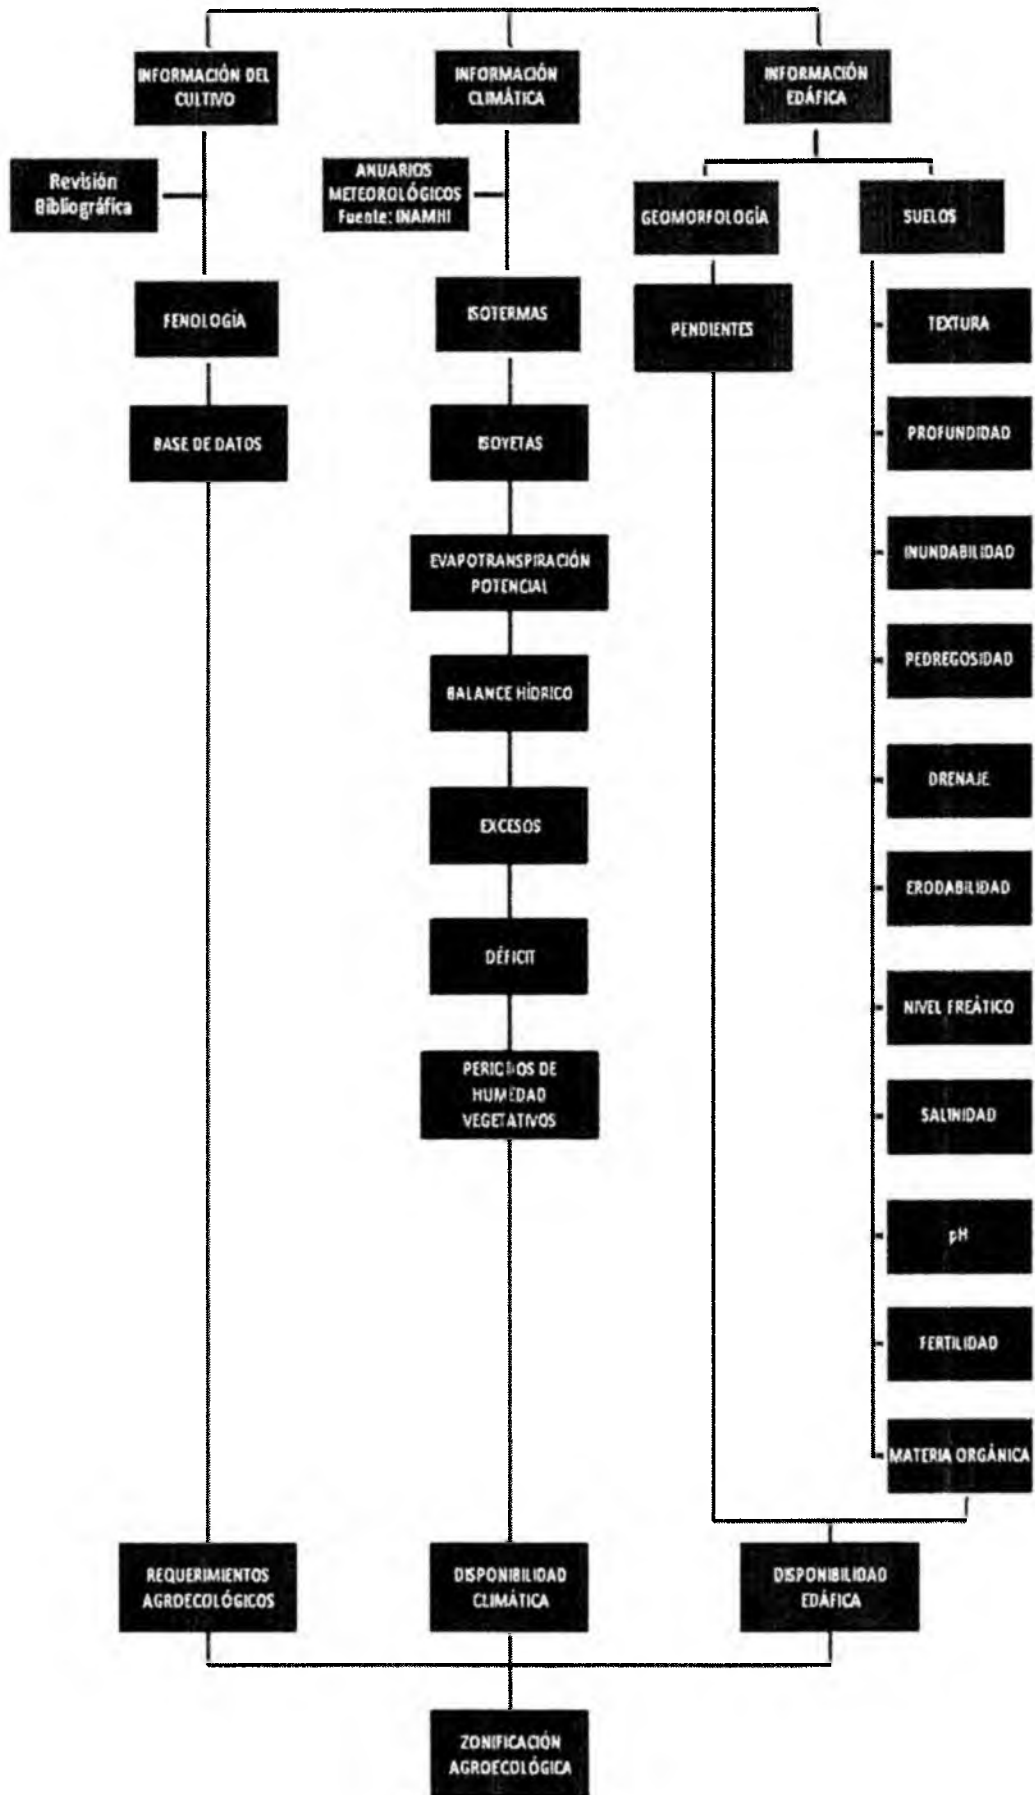 INFORMACIÓN DEL
CULTIVO
INFORMACIÓN
CLIMÁTICA
INFORMACIÓN
EDÁFICA
Revisión
Bibliográfica
ANUARIOS
METEOROLÓGICOS
Fuente: INAMHI
GEOMORFOLOGÍA
SUELOS
FENOLOGÍA
ISOTERMAS
PENDIENTES
TEXTURA
BASE DE DATOS
ISOYETAS
PROFUNDIDAD
EVAPOTRANSPIRACIÓN
POTENCIAL
INUNDABILIDAD
BALANCE HÍDRICO
PEDREGOSIDAD
EXCESOS
DRENAJE
DÉFICIT
ERODABILIDAD
NIVEL FREÁTICO
PERIODOS DE
HUMEDAD
VEGETATIVOS
SALINIDAD
pH
FERTILIDAD
MATERIA ORGÁNICA
REQUERIMIENTOS
AGROECOLÓGICOS
DISPONIBILIDAD
CLIMÁTICA
DISPONIBILIDAD
EDÁFICA
ZONIFICACIÓN
AGROECOLÓGICA